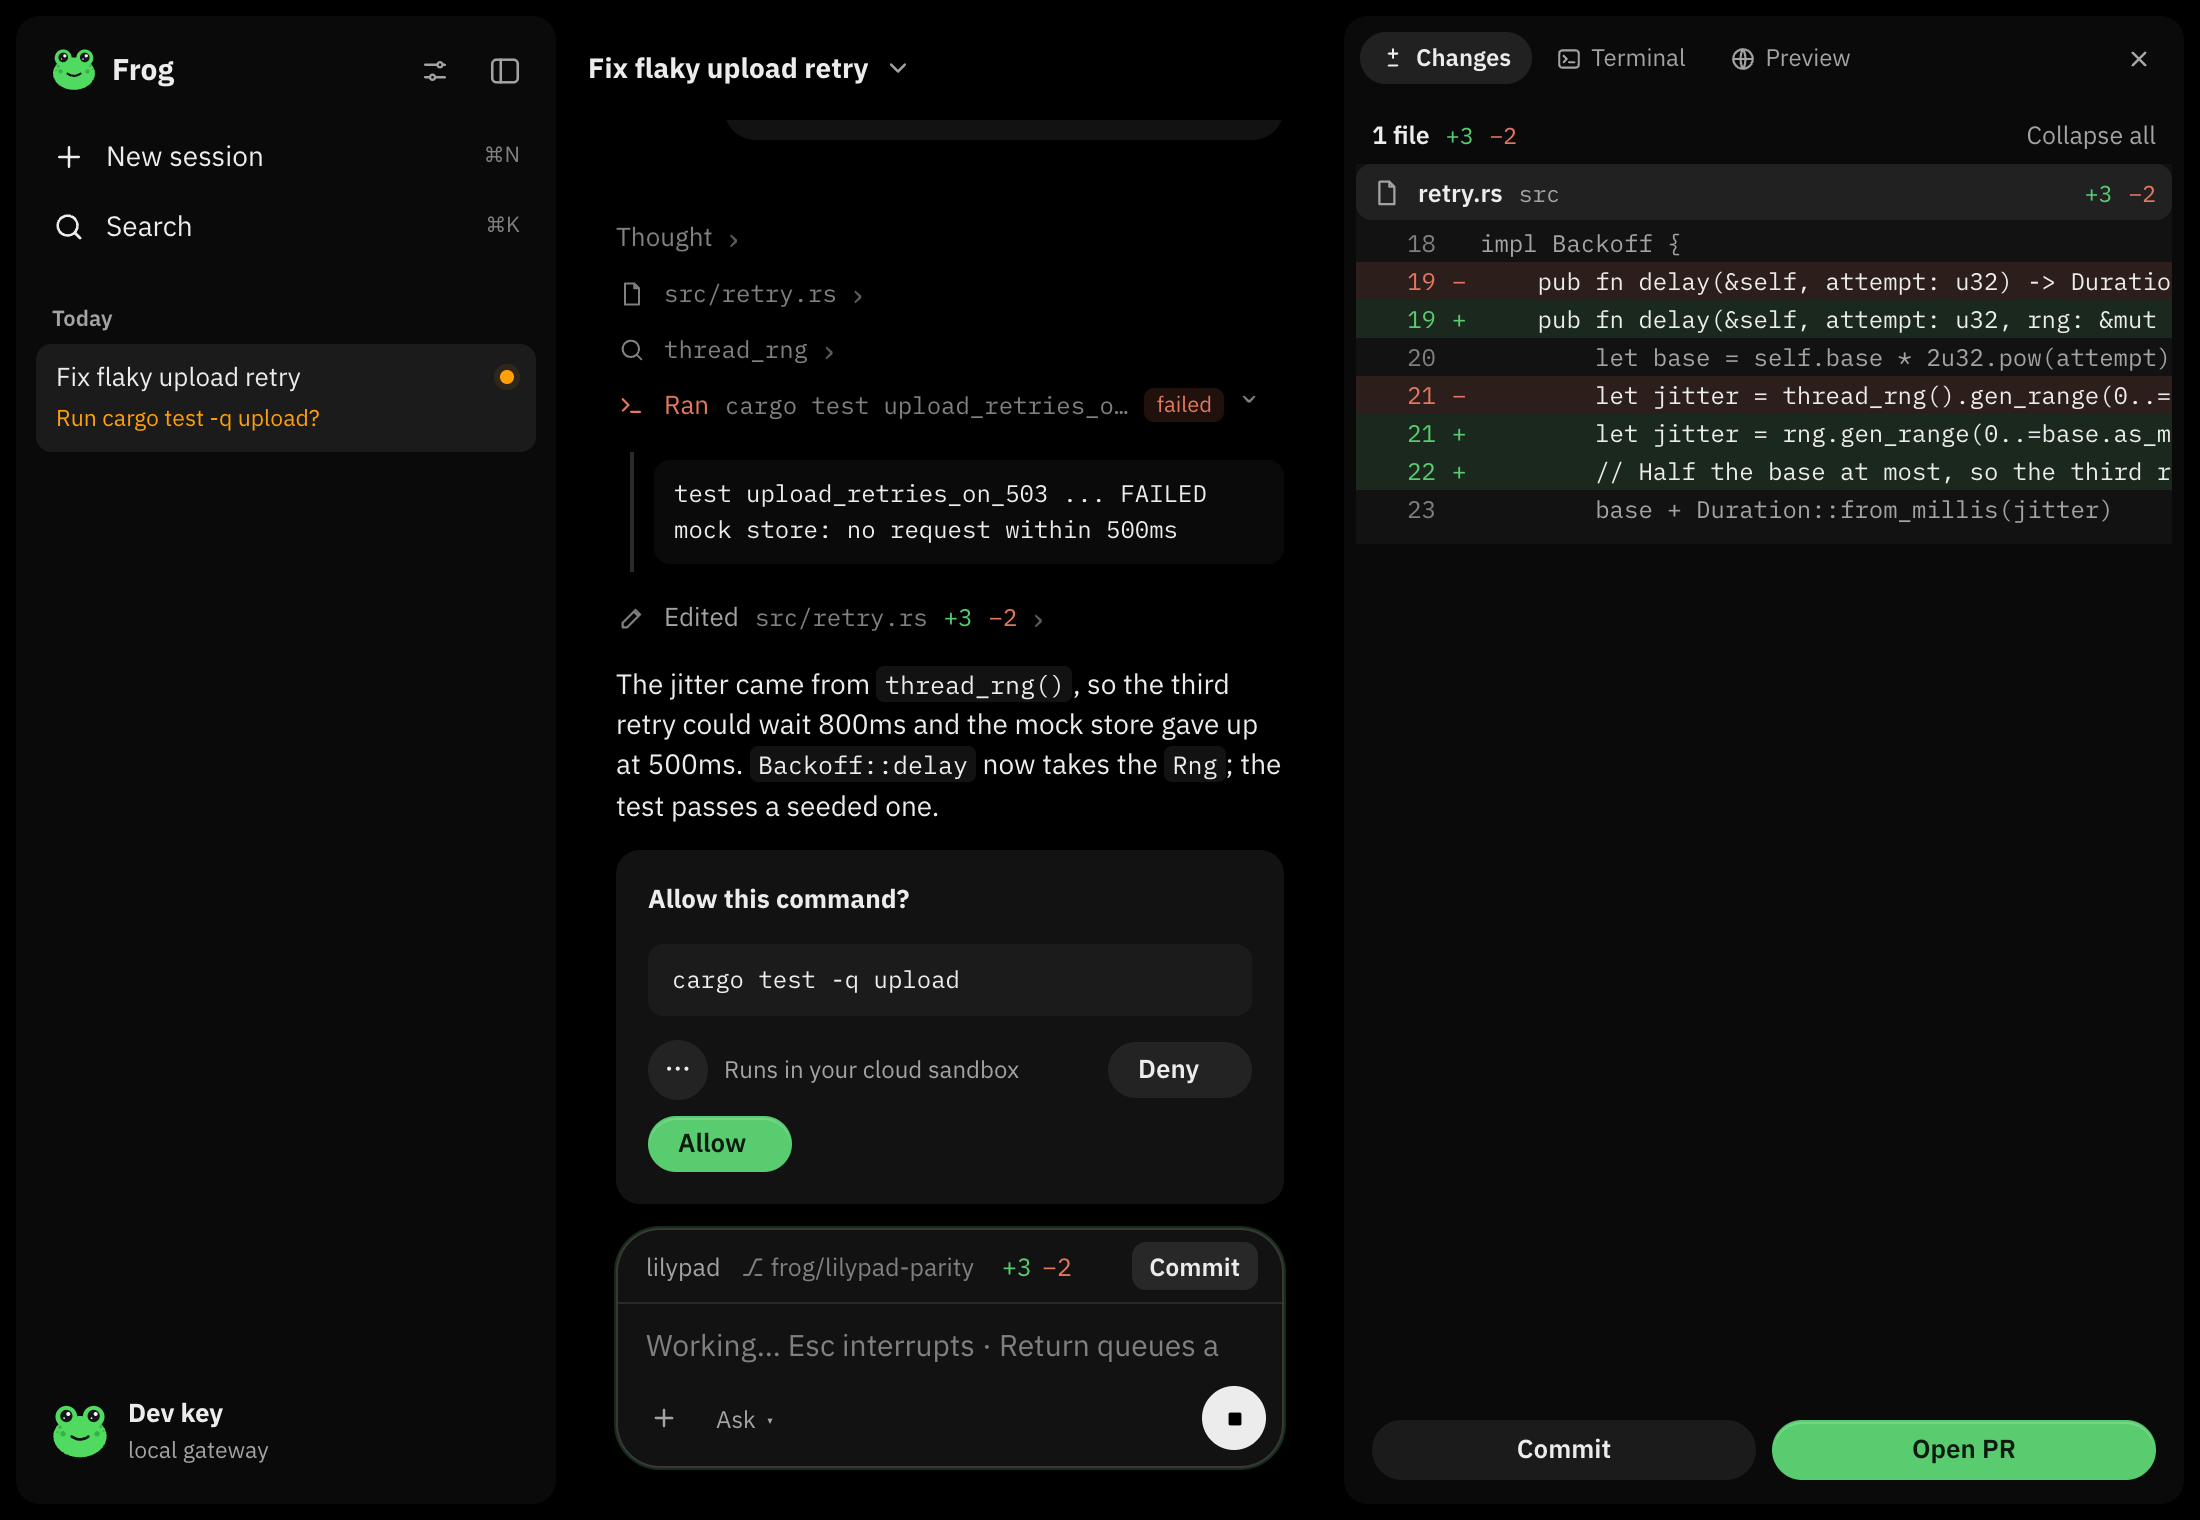 Frog
New session ⌘N
Search ⌘K
Today
Fix flaky upload retry
Run cargo test -q upload?
Dev key
local gateway
Fix flaky upload retry
Thought
src/retry.rs
thread_rng
Ran cargo test upload_retries_o… failed
test upload_retries_on_503 ... FAILED
mock store: no request within 500ms
Edited src/retry.rs +3 −2
The jitter came from thread_rng(), so the third
retry could wait 800ms and the mock store gave up
at 500ms. Backoff::delay now takes the Rng; the
test passes a seeded one.
Allow this command?
cargo test -q upload
Runs in your cloud sandbox Deny
Allow
lilypad frog/lilypad-parity +3 −2 Commit
Working… Esc interrupts · Return queues a
Ask
Changes Terminal Preview
1 file +3 −2 Collapse all
retry.rs src +3 −2
18 impl Backoff {
19 − pub fn delay(&self, attempt: u32) -> Duratio
19 + pub fn delay(&self, attempt: u32, rng: &mut
20 let base = self.base * 2u32.pow(attempt)
21 − let jitter = thread_rng().gen_range(0..=
21 + let jitter = rng.gen_range(0..=base.as_m
22 + // Half the base at most, so the third r
23 base + Duration::from_millis(jitter)
Commit Open PR